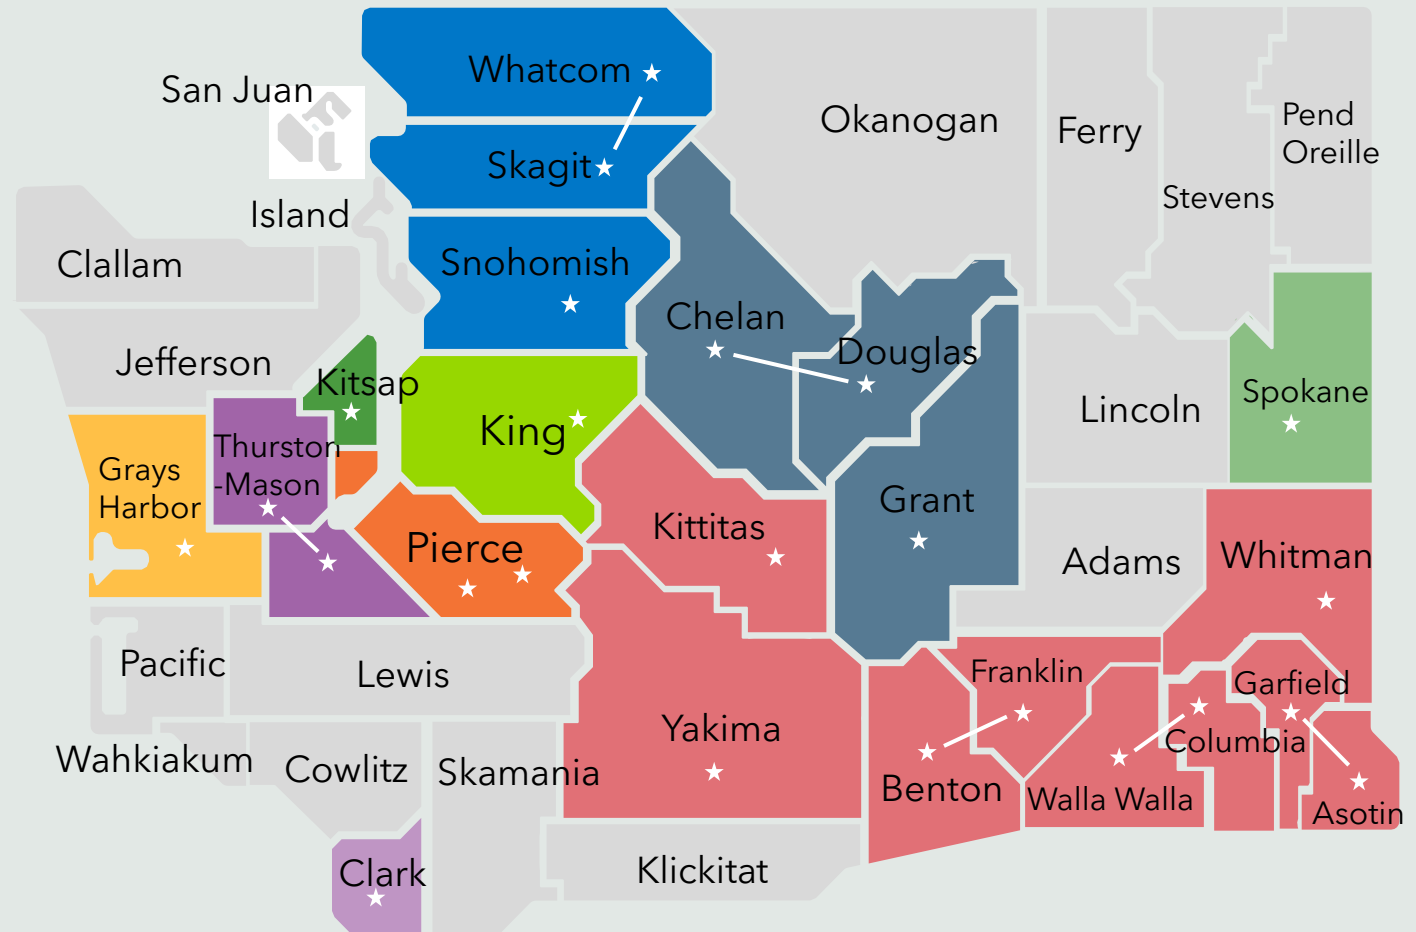 Whatcom
San Juan
Okanogan
Ferry
Pend
Oreille
Skagit
Stevens
Island
Clallam
Snohomish
Chelan
Douglas
Jefferson
Kitsap
King
Lincoln
Spokane
Thurston
-Mason
Grays
Harbor
Grant
Kittitas
Pierce
Adams
Whitman
Pacific
Lewis
Franklin
Garfield
Yakima
Columbia
Wahkiakum
Cowlitz
Skamania
Benton
Walla Walla
Asotin
Clark
Klickitat